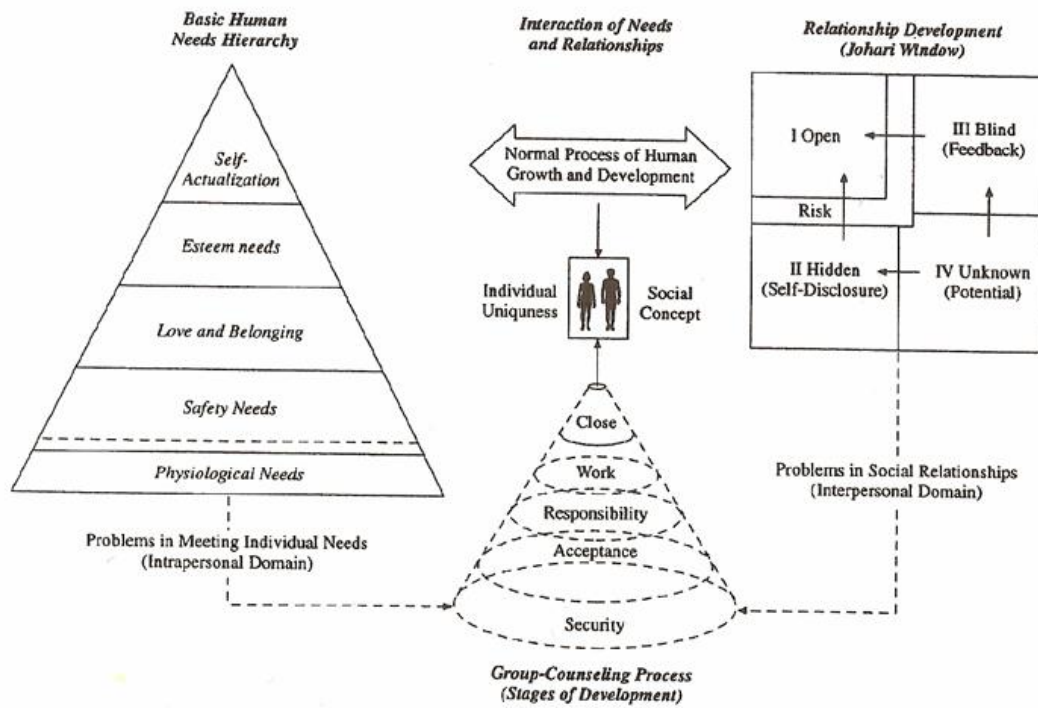 Basic Human
Needs Hierarchy
Self-
Actualization
Esteem needs
Love and Belonging
Safety Needs
Physiological Needs
Problems in Meeting Individual Needs
(Intrapersonal Domain)
Interaction of Needs
and Relationships
Normal Process of Human
Growth and Development
Individual
Uniquness
Social
Concept
Close
Work
Responsibility
Acceptance
Security
Group-Counseling Process
(Stages of Development)
Relationship Development
(Johari Window)
I Open
III Blind
(Feedback)
Risk
II Hidden
(Self-Disclosure)
IV Unknown
(Potential)
Problems in Social Relationships
(Interpersonal Domain)